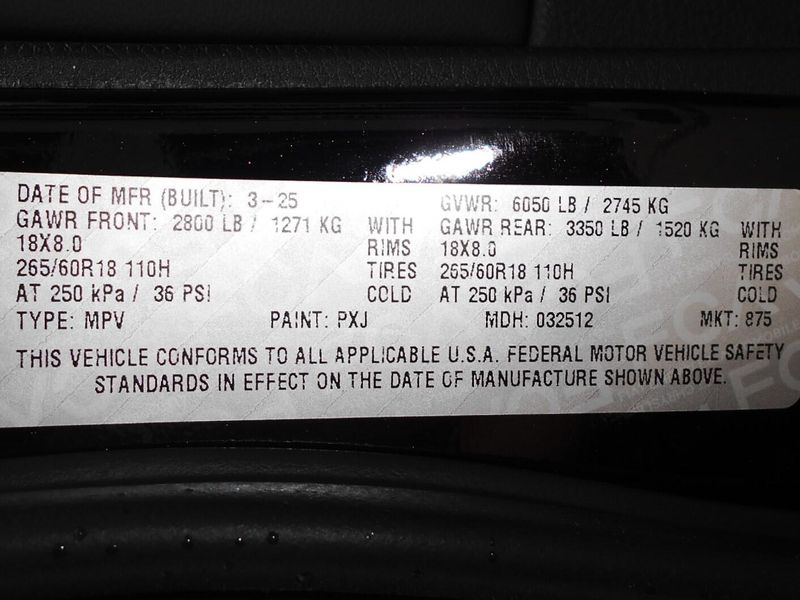 DATE OF MFR (BUILT): 3-25 GVWR: 6050 LB / 2745 KG
GAWR FRONT: 2800 LB / 1271 KG WITH GAWR REAR: 3350 LB / 1520 KG WITH
18X8.0 RIMS 18X8.0 RIMS
265/60R18 110H TIRES 265/60R18 110H TIRES
AT 250 kPa / 36 PSI COLD AT 250 kPa / 36 PSI COLD
TYPE: MPV PAINT: PXJ MDH: 032512 MKT: 875
THIS VEHICLE CONFORMS TO ALL APPLICABLE U.S.A. FEDERAL MOTOR VEHICLE SAFETY
STANDARDS IN EFFECT ON THE DATE OF MANUFACTURE SHOWN ABOVE.